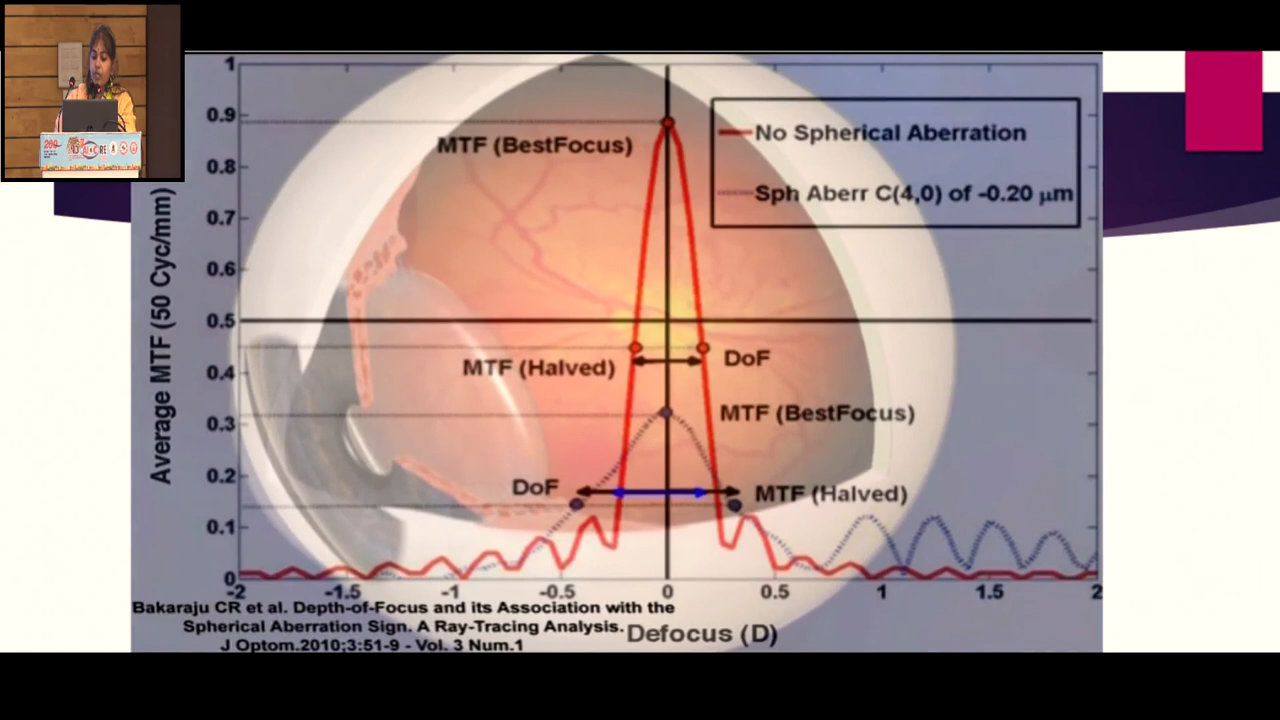 1
0.9
MTF (BestFocus)
No Spherical Aberration
0.8
Sph Aberr C(4,0) of -0.20 µm
0.7
0.6
0.5
MTF (Halved)
DoF
0.4
MTF (BestFocus)
0.3
0.2
DoF
MTF (Halved)
0.1
0
Average MTF (50 Cyc/mm)
-2 -1.5 -1 -0.5 0 0.5 1 1.5 2
Bakaraju CR et al. Depth-of-Focus and its Association with the
Spherical Aberration Sign. A Ray-Tracing Analysis.
J Optom.2010;3:51-9 - Vol. 3 Num.1
Defocus (D)